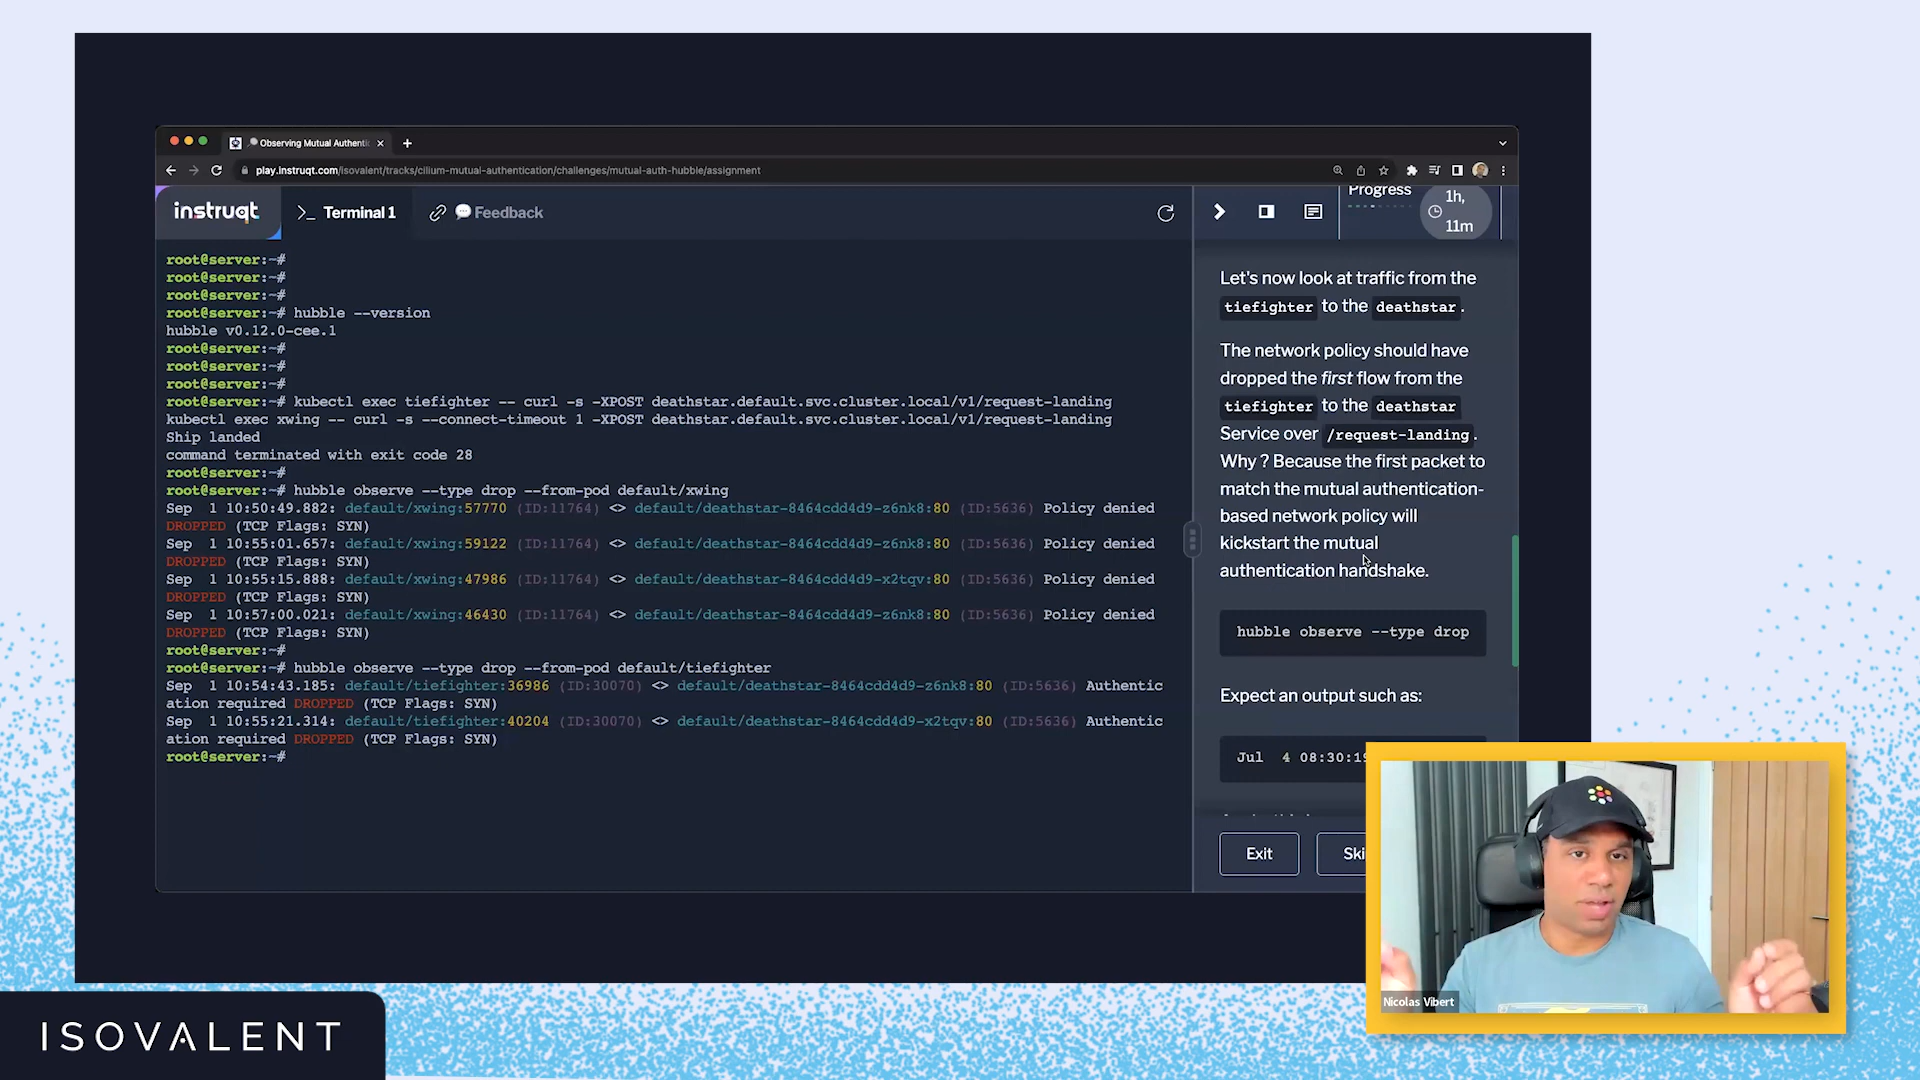 Observing Mutual Authenti
play.instruqt.com/isovalent/tracks/cilium-mutual-authentication/challenges/mutual-auth-hubble/assignment
instruqt
>_ Terminal 1
Feedback
Progress
1h,
11m
root@server:~#
root@server:~#
root@server:~#
root@server:~# hubble --version
hubble v0.12.0-cee.1
root@server:~#
root@server:~#
root@server:~#
root@server:~# kubectl exec tiefighter -- curl -s -XPOST deathstar.default.svc.cluster.local/v1/request-landing
kubectl exec xwing -- curl -s --connect-timeout 1 -XPOST deathstar.default.svc.cluster.local/v1/request-landing
Ship landed
command terminated with exit code 28
root@server:~#
root@server:~# hubble observe --type drop --from-pod default/xwing
Sep  1 10:50:49.882: default/xwing:57770 (ID:11764) <> default/deathstar-8464cdd4d9-z6nk8:80 (ID:5636) Policy denied
DROPPED (TCP Flags: SYN)
Sep  1 10:55:01.657: default/xwing:59122 (ID:11764) <> default/deathstar-8464cdd4d9-z6nk8:80 (ID:5636) Policy denied
DROPPED (TCP Flags: SYN)
Sep  1 10:55:15.888: default/xwing:47986 (ID:11764) <> default/deathstar-8464cdd4d9-x2tqv:80 (ID:5636) Policy denied
DROPPED (TCP Flags: SYN)
Sep  1 10:57:00.021: default/xwing:46430 (ID:11764) <> default/deathstar-8464cdd4d9-z6nk8:80 (ID:5636) Policy denied
DROPPED (TCP Flags: SYN)
root@server:~#
root@server:~# hubble observe --type drop --from-pod default/tiefighter
Sep  1 10:54:43.185: default/tiefighter:36986 (ID:30070) <> default/deathstar-8464cdd4d9-z6nk8:80 (ID:5636) Authentic
ation required DROPPED (TCP Flags: SYN)
Sep  1 10:55:21.314: default/tiefighter:40204 (ID:30070) <> default/deathstar-8464cdd4d9-x2tqv:80 (ID:5636) Authentic
ation required DROPPED (TCP Flags: SYN)
root@server:~#
Let's now look at traffic from the
tiefighter to the deathstar.
The network policy should have
dropped the first flow from the
tiefighter to the deathstar
Service over /request-landing.
Why ? Because the first packet to
match the mutual authentication-
based network policy will
kickstart the mutual
authentication handshake.
hubble observe --type drop
Expect an output such as:
Jul  4 08:30:19
Exit
Ski
Nicolas Vibert
ISOVALENT